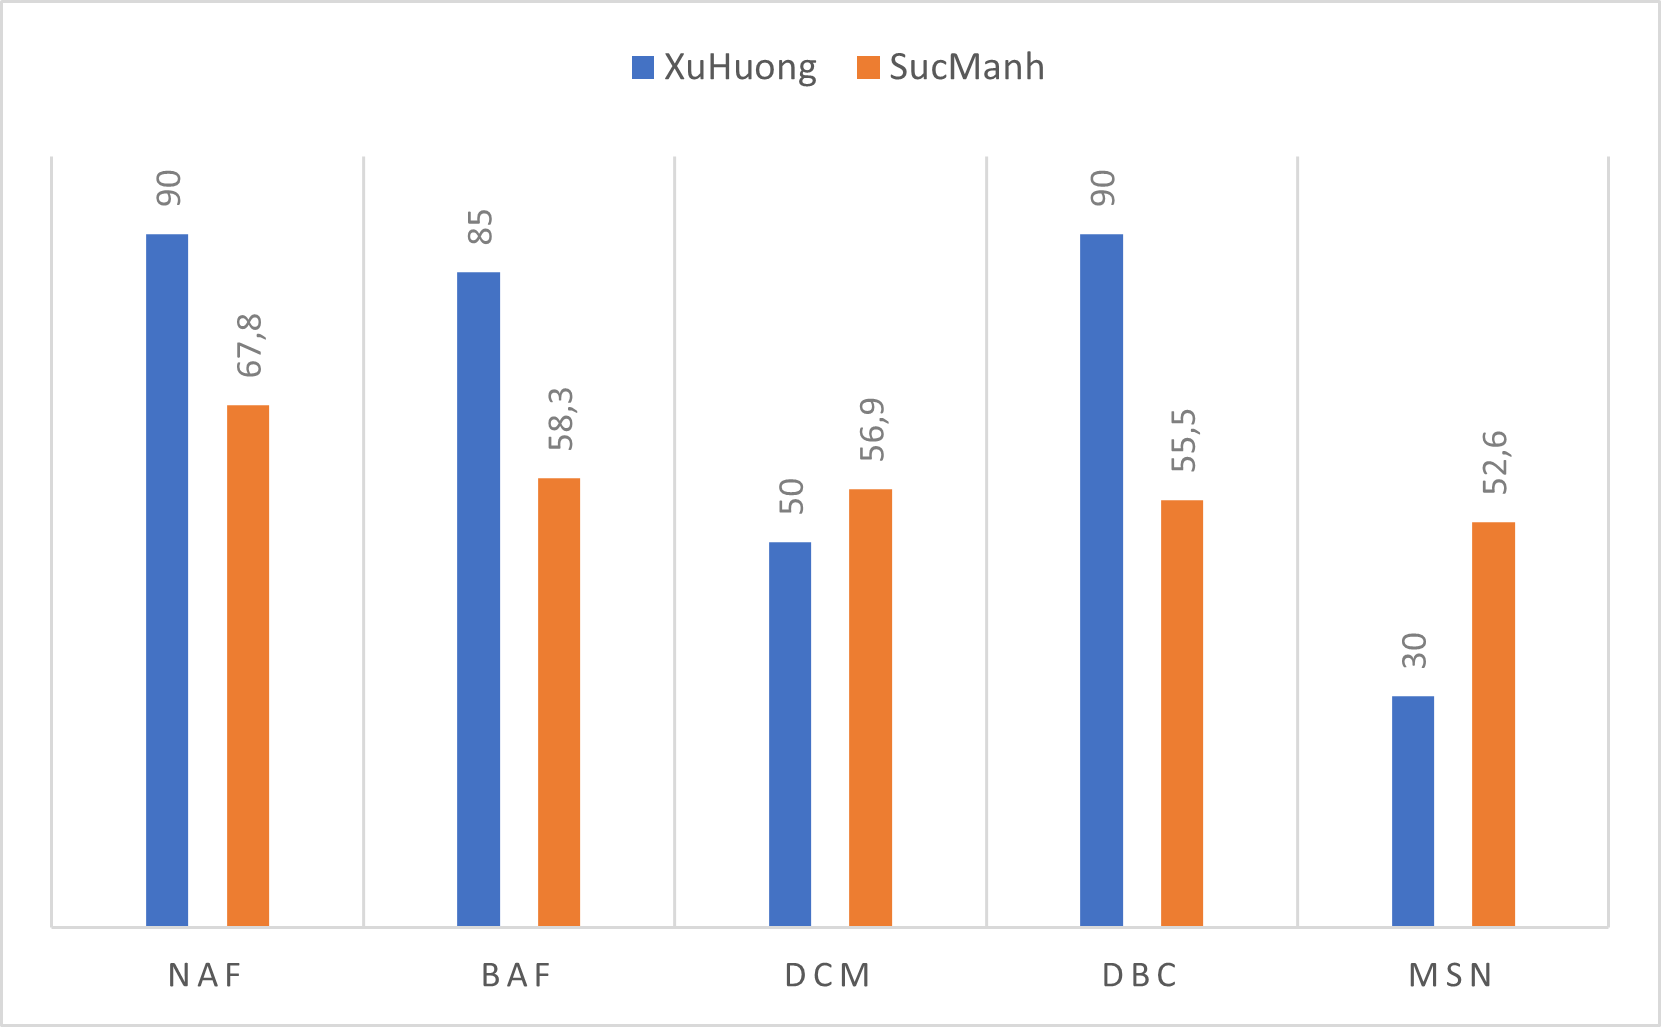 XuHuong SucManh
90 67,8 85 58,3 50 56,9 90 55,5 30 52,6
NAF BAF DCM DBC MSN